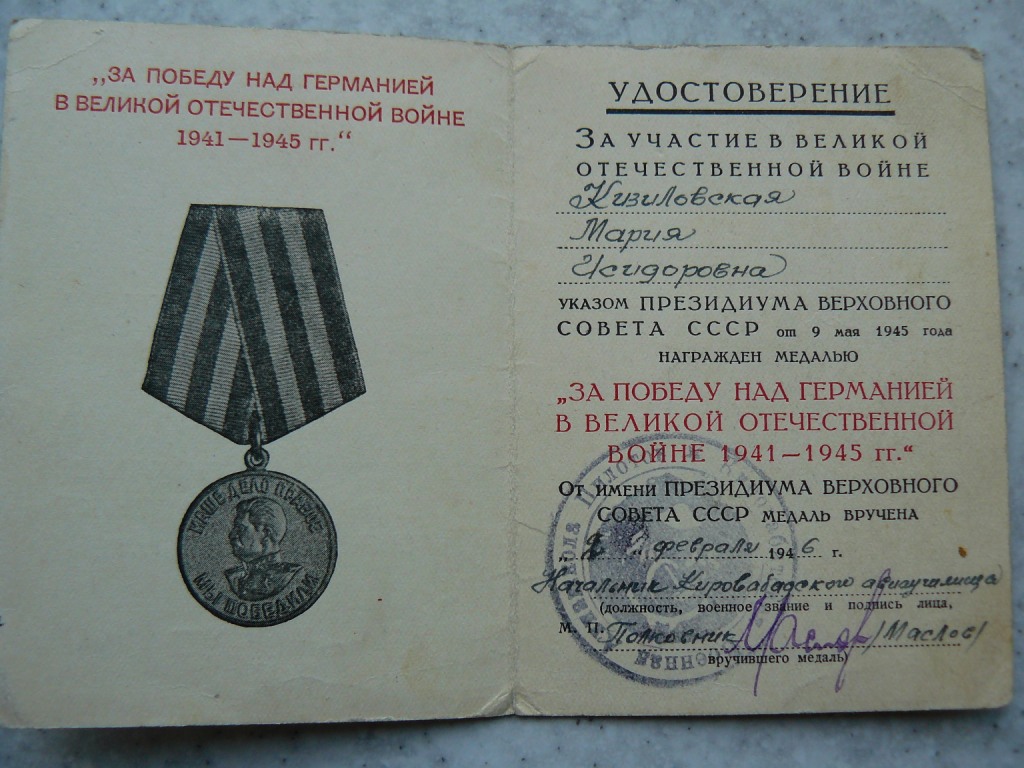 „ЗА ПОБЕДУ НАД ГЕРМАНИЕЙ
В ВЕЛИКОЙ ОТЕЧЕСТВЕННОЙ ВОЙНЕ
1941—1945 гг.“
НАШЕ ДЕЛО ПРАВОЕ
МЫ ПОБЕДИЛИ
УДОСТОВЕРЕНИЕ
ЗА УЧАСТИЕ В ВЕЛИКОЙ
ОТЕЧЕСТВЕННОЙ ВОЙНЕ
Кизиловская
Мария
Исидоровна
УКАЗОМ ПРЕЗИДИУМА ВЕРХОВНОГО
СОВЕТА СССР от 9 мая 1945 года
НАГРАЖДЕН МЕДАЛЬЮ
„ЗА ПОБЕДУ НАД ГЕРМАНИЕЙ
В ВЕЛИКОЙ ОТЕЧЕСТВЕННОЙ
ВОЙНЕ 1941—1945 гг.“
ОТ ИМЕНИ ПРЕЗИДИУМА ВЕРХОВНОГО
СОВЕТА СССР МЕДАЛЬ ВРУЧЕНА
февраля 1946 г.
Начальник Кировабадского авиаучилища
(должность, военное звание и подпись лица,
М. П. Полковник /Маслов/
вручившего медаль)